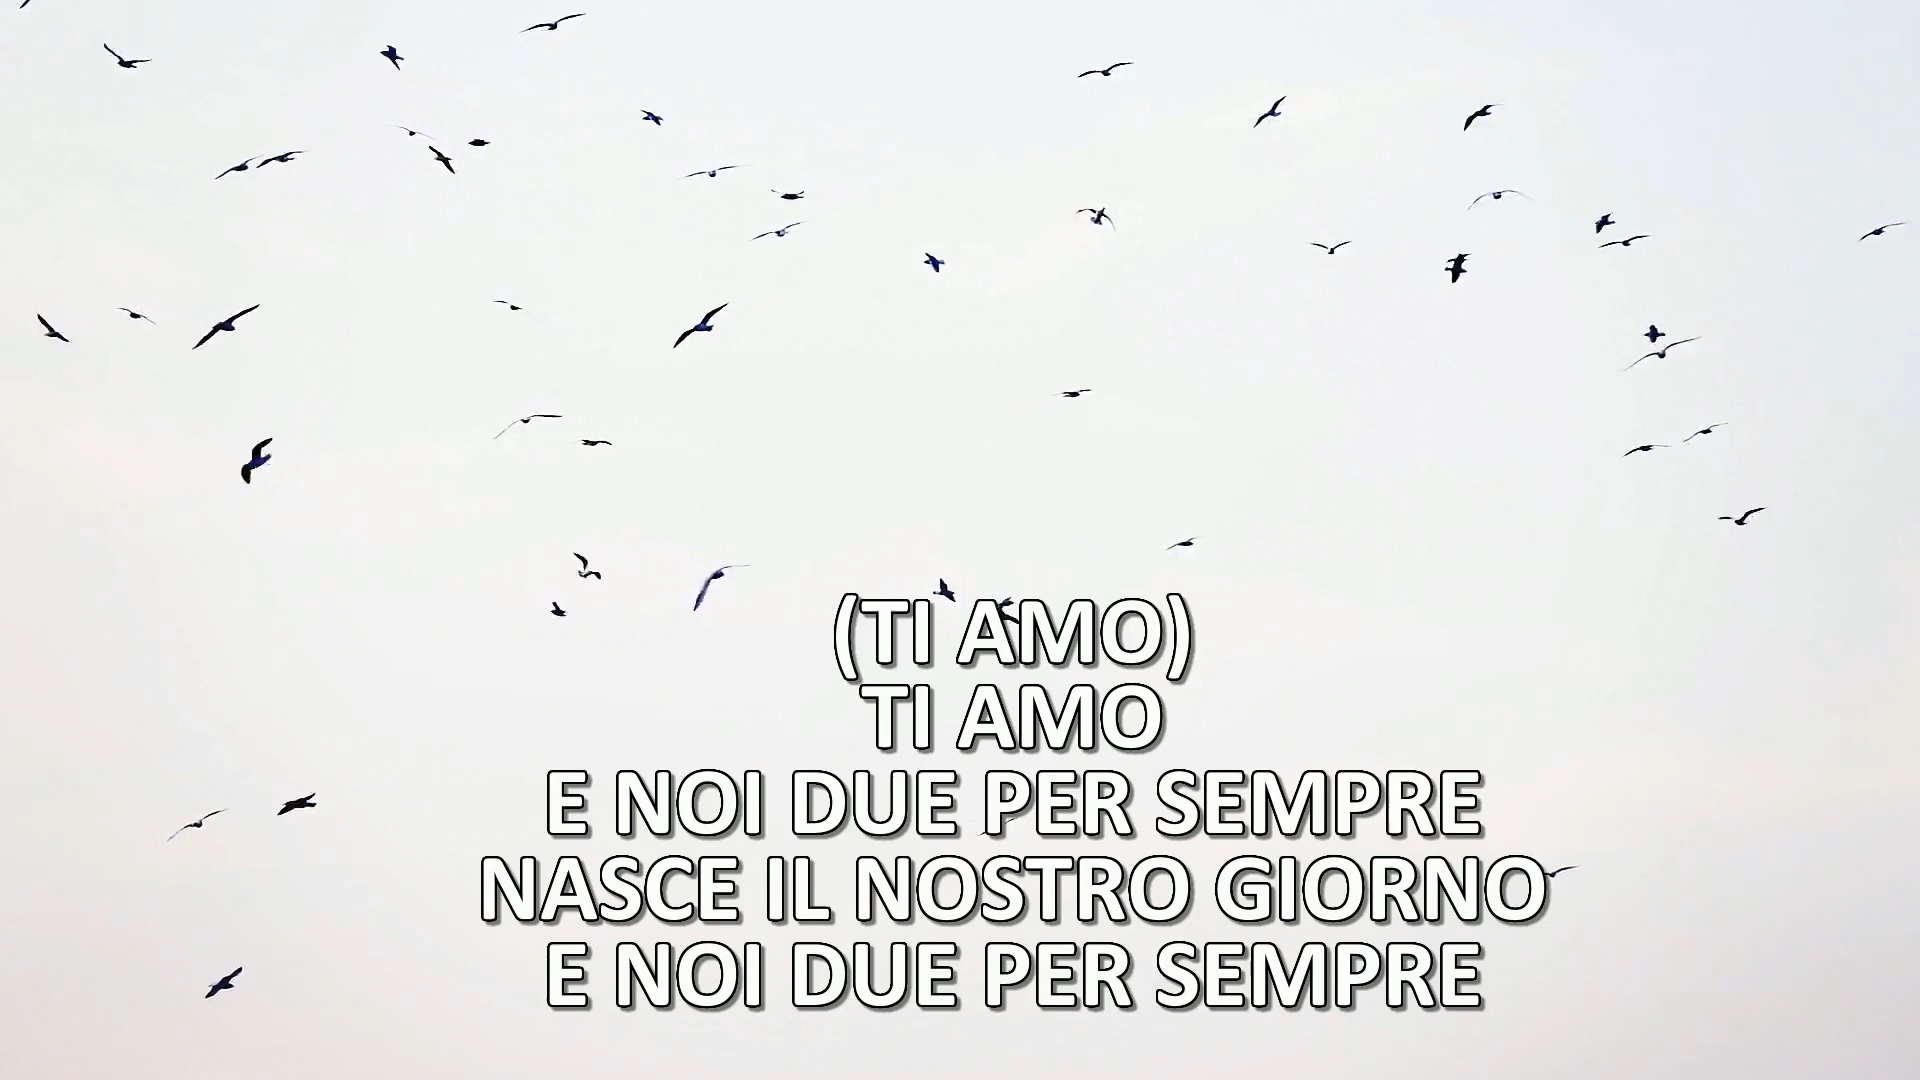 (TI AMO)
TI AMO
E NOI DUE PER SEMPRE
NASCE IL NOSTRO GIORNO
E NOI DUE PER SEMPRE